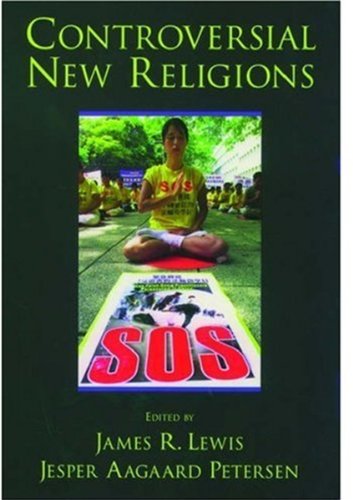 CONTROVERSIAL
NEW RELIGIONS
SOS
SOS
EDITED BY
JAMES R. LEWIS
JESPER AAGAARD PETERSEN